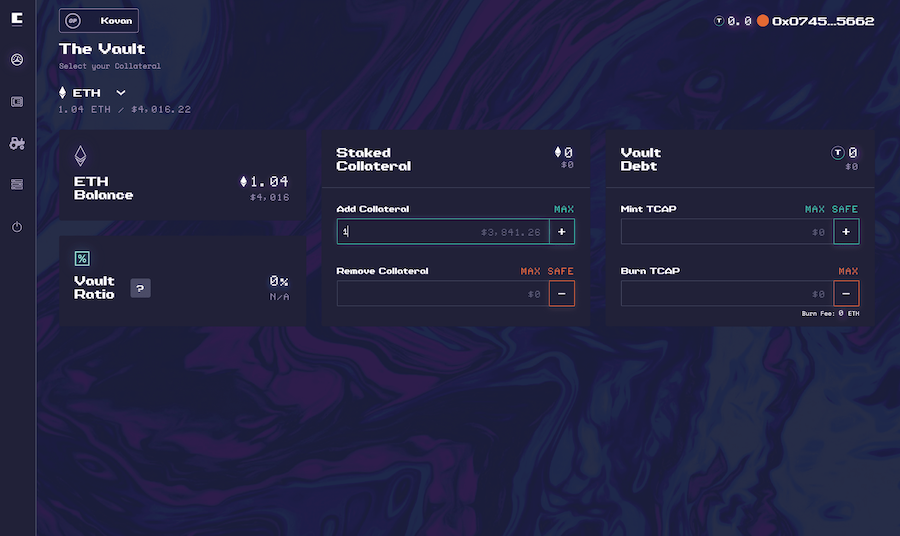 OP Kovan
T 0.0 0x0745...5662
The Vault
Select your Collateral
ETH
1.04 ETH / $4,016.22
ETH
Balance
1.04
$4,016
%
Vault
Ratio
?
0%
N/A
Staked
Collateral
0
$0
Add Collateral MAX
1 $3,841.28 +
Remove Collateral MAX SAFE
$0 −
Vault
Debt
T 0
$0
Mint TCAP MAX SAFE
$0 +
Burn TCAP MAX
$0 −
Burn Fee: 0 ETH